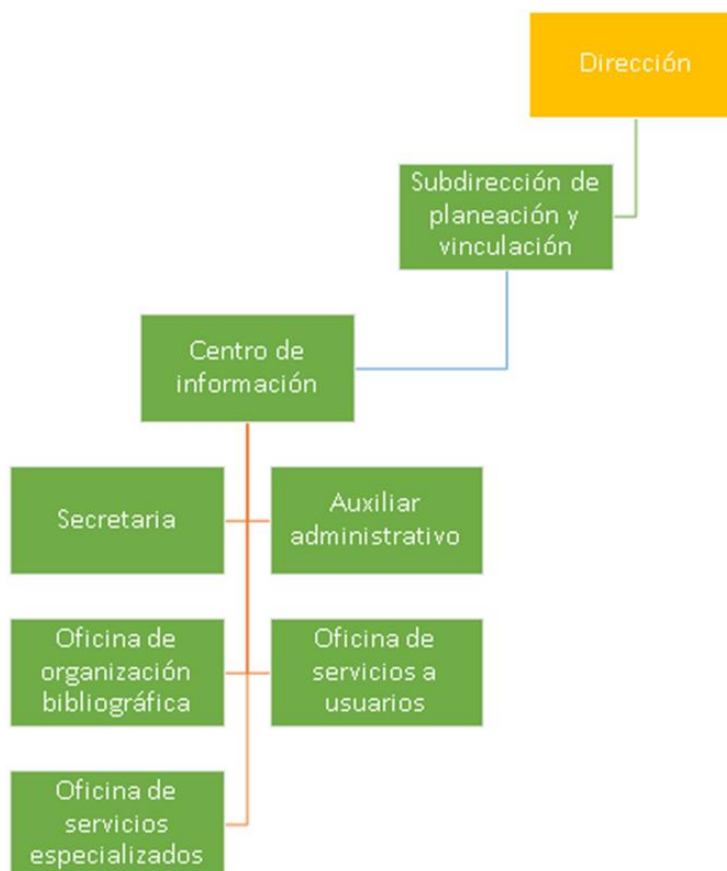 Dirección
Subdirección de
planeación y
vinculación
Centro de
información
Secretaria
Auxiliar
administrativo
Oficina de
organización
bibliográfica
Oficina de
servicios a
usuarios
Oficina de
servicios
especializados